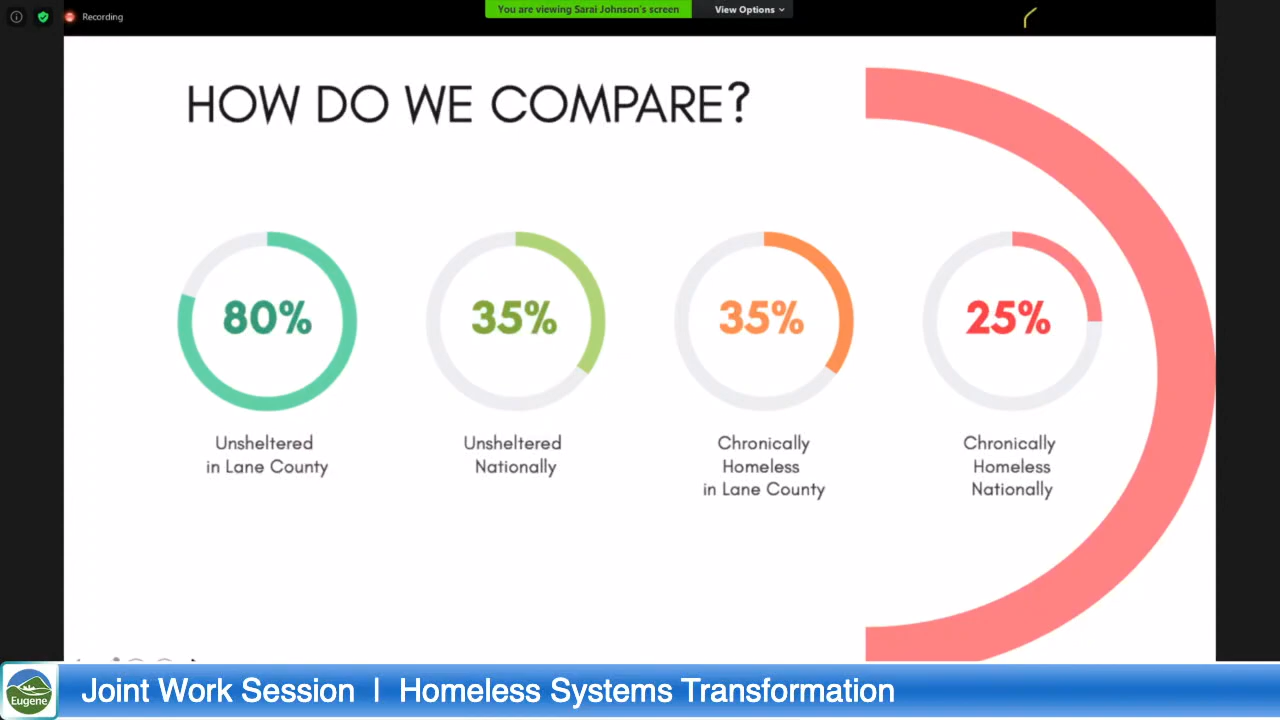 Recording
You are viewing Sarai Johnson's screen
View Options
HOW DO WE COMPARE?
80%
Unsheltered
in Lane County
35%
Unsheltered
Nationally
35%
Chronically
Homeless
in Lane County
25%
Chronically
Homeless
Nationally
Eugene
Joint Work Session | Homeless Systems Transformation